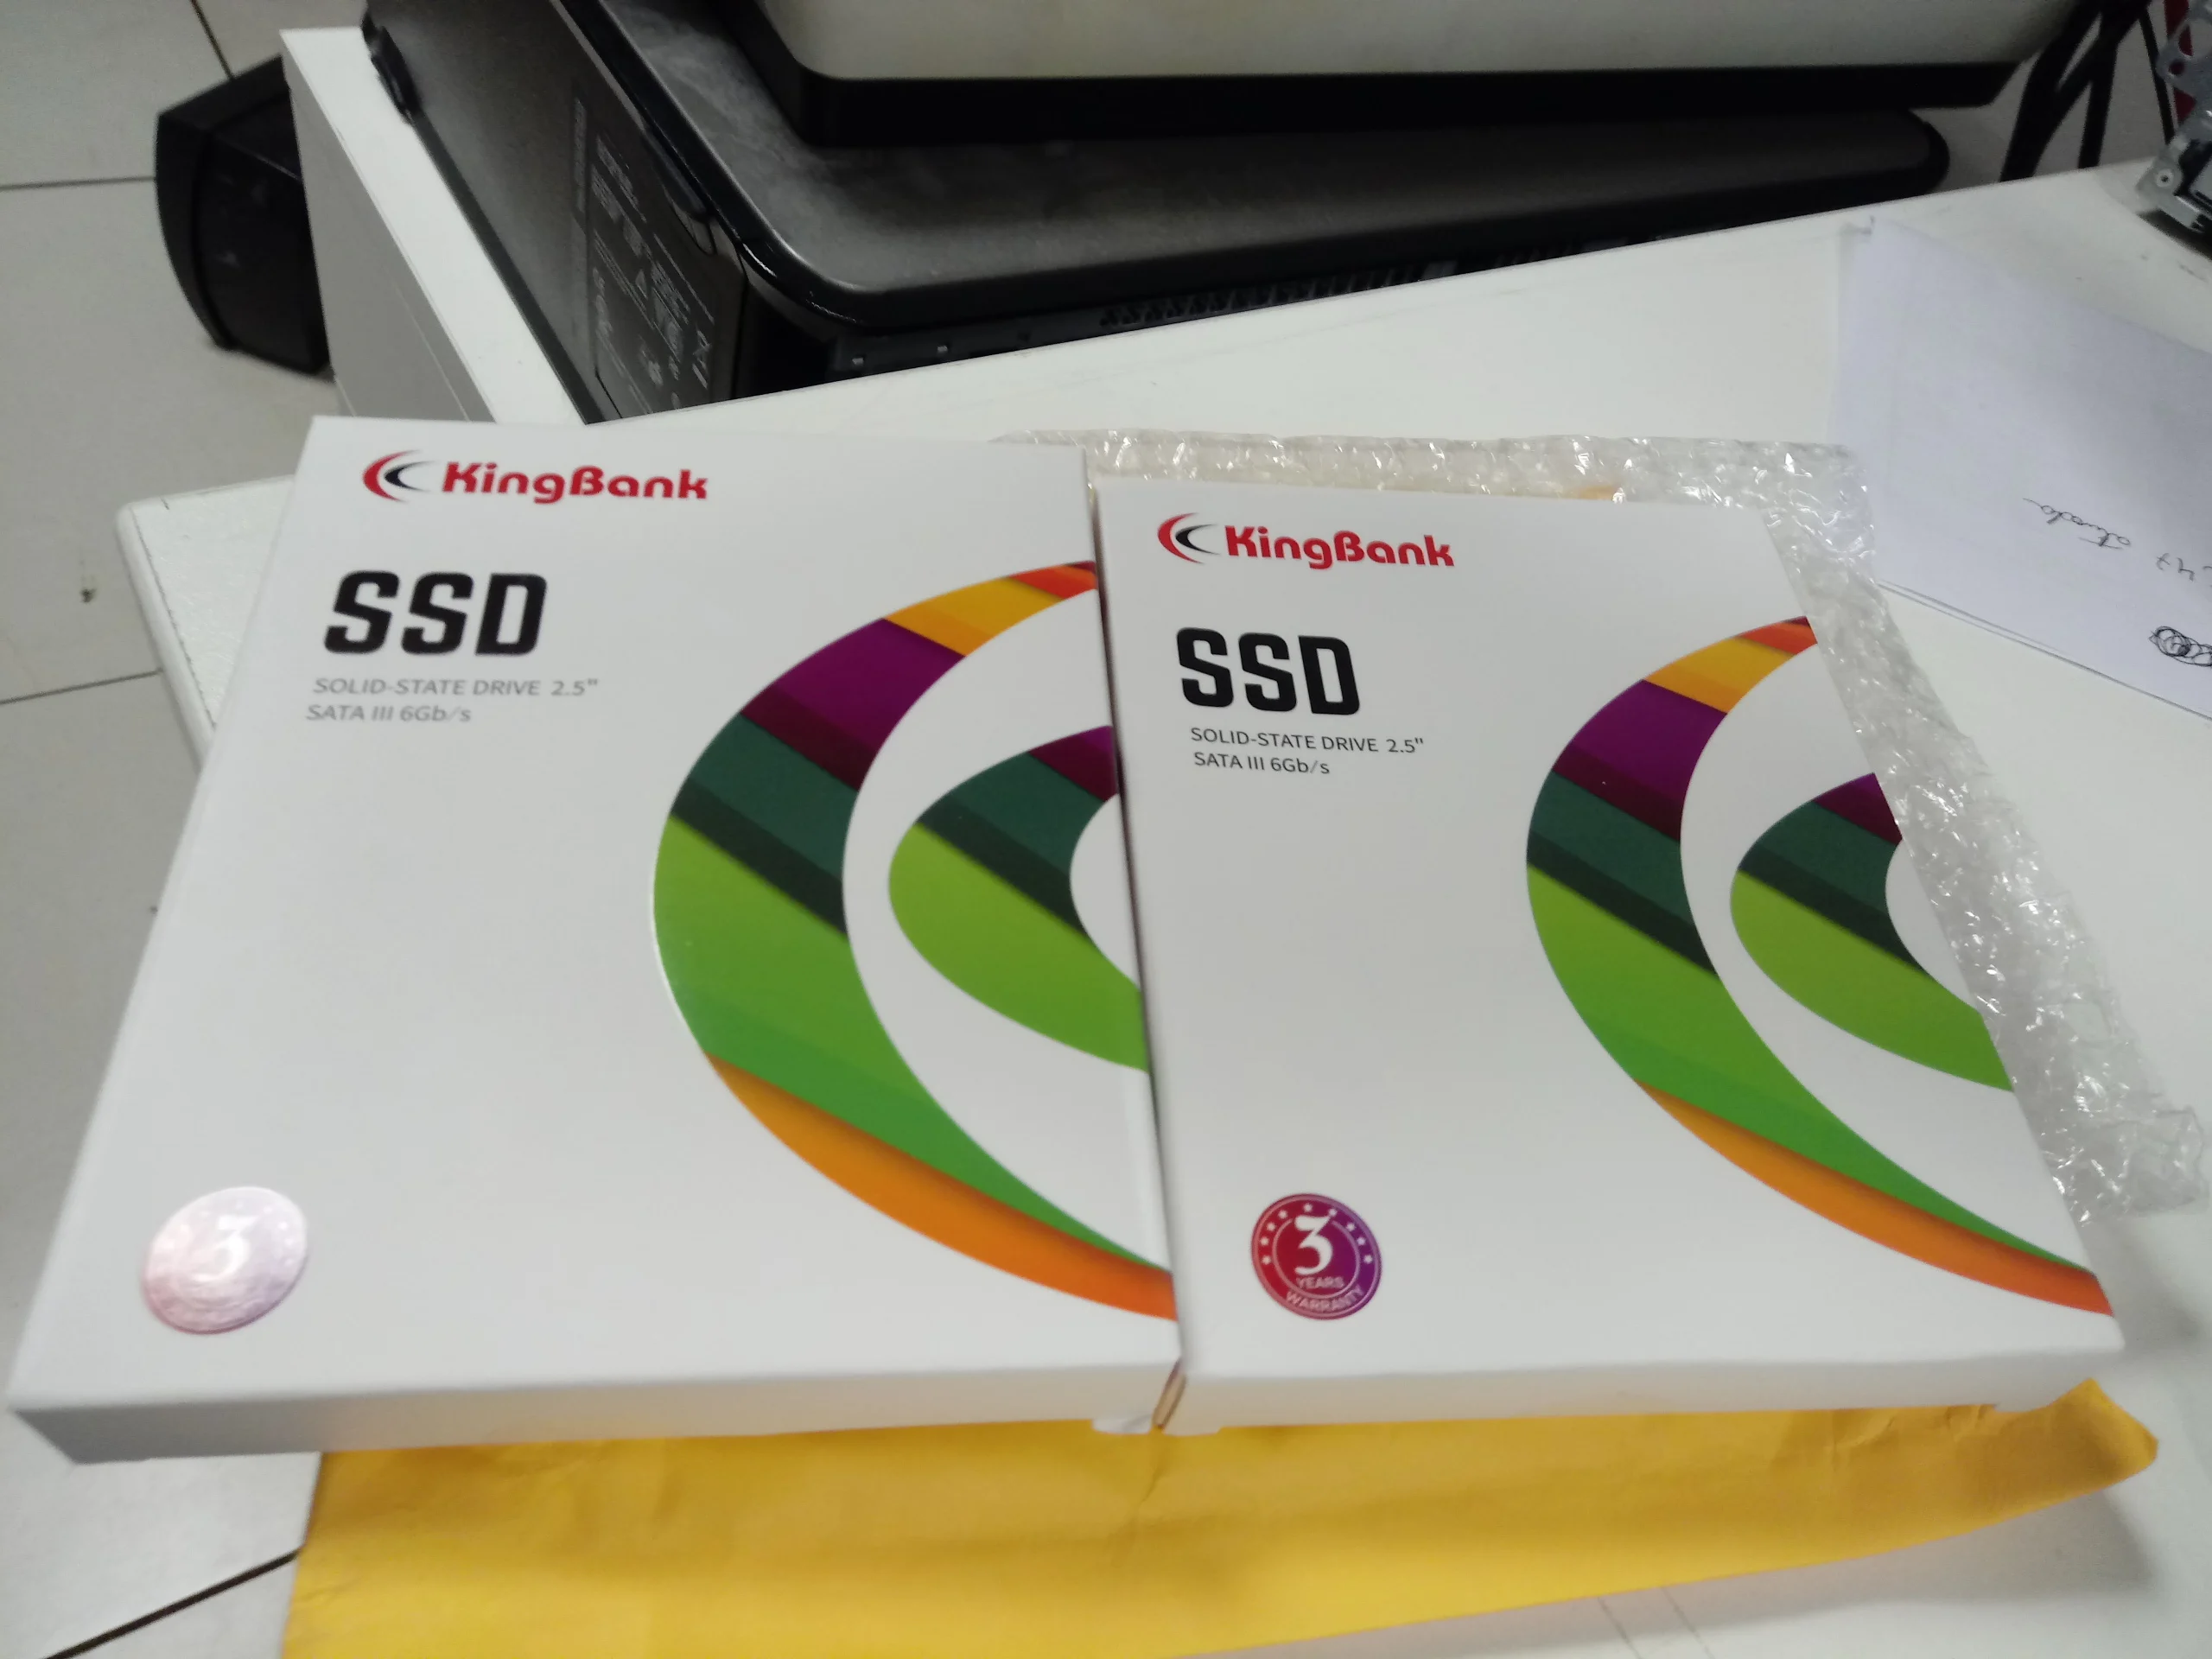 KingBank
SSD
SOLID-STATE DRIVE 2.5"
SATA III 6Gb/s
3
KingBank
SSD
SOLID-STATE DRIVE 2.5"
SATA III 6Gb/s
3
YEARS
WARRANTY